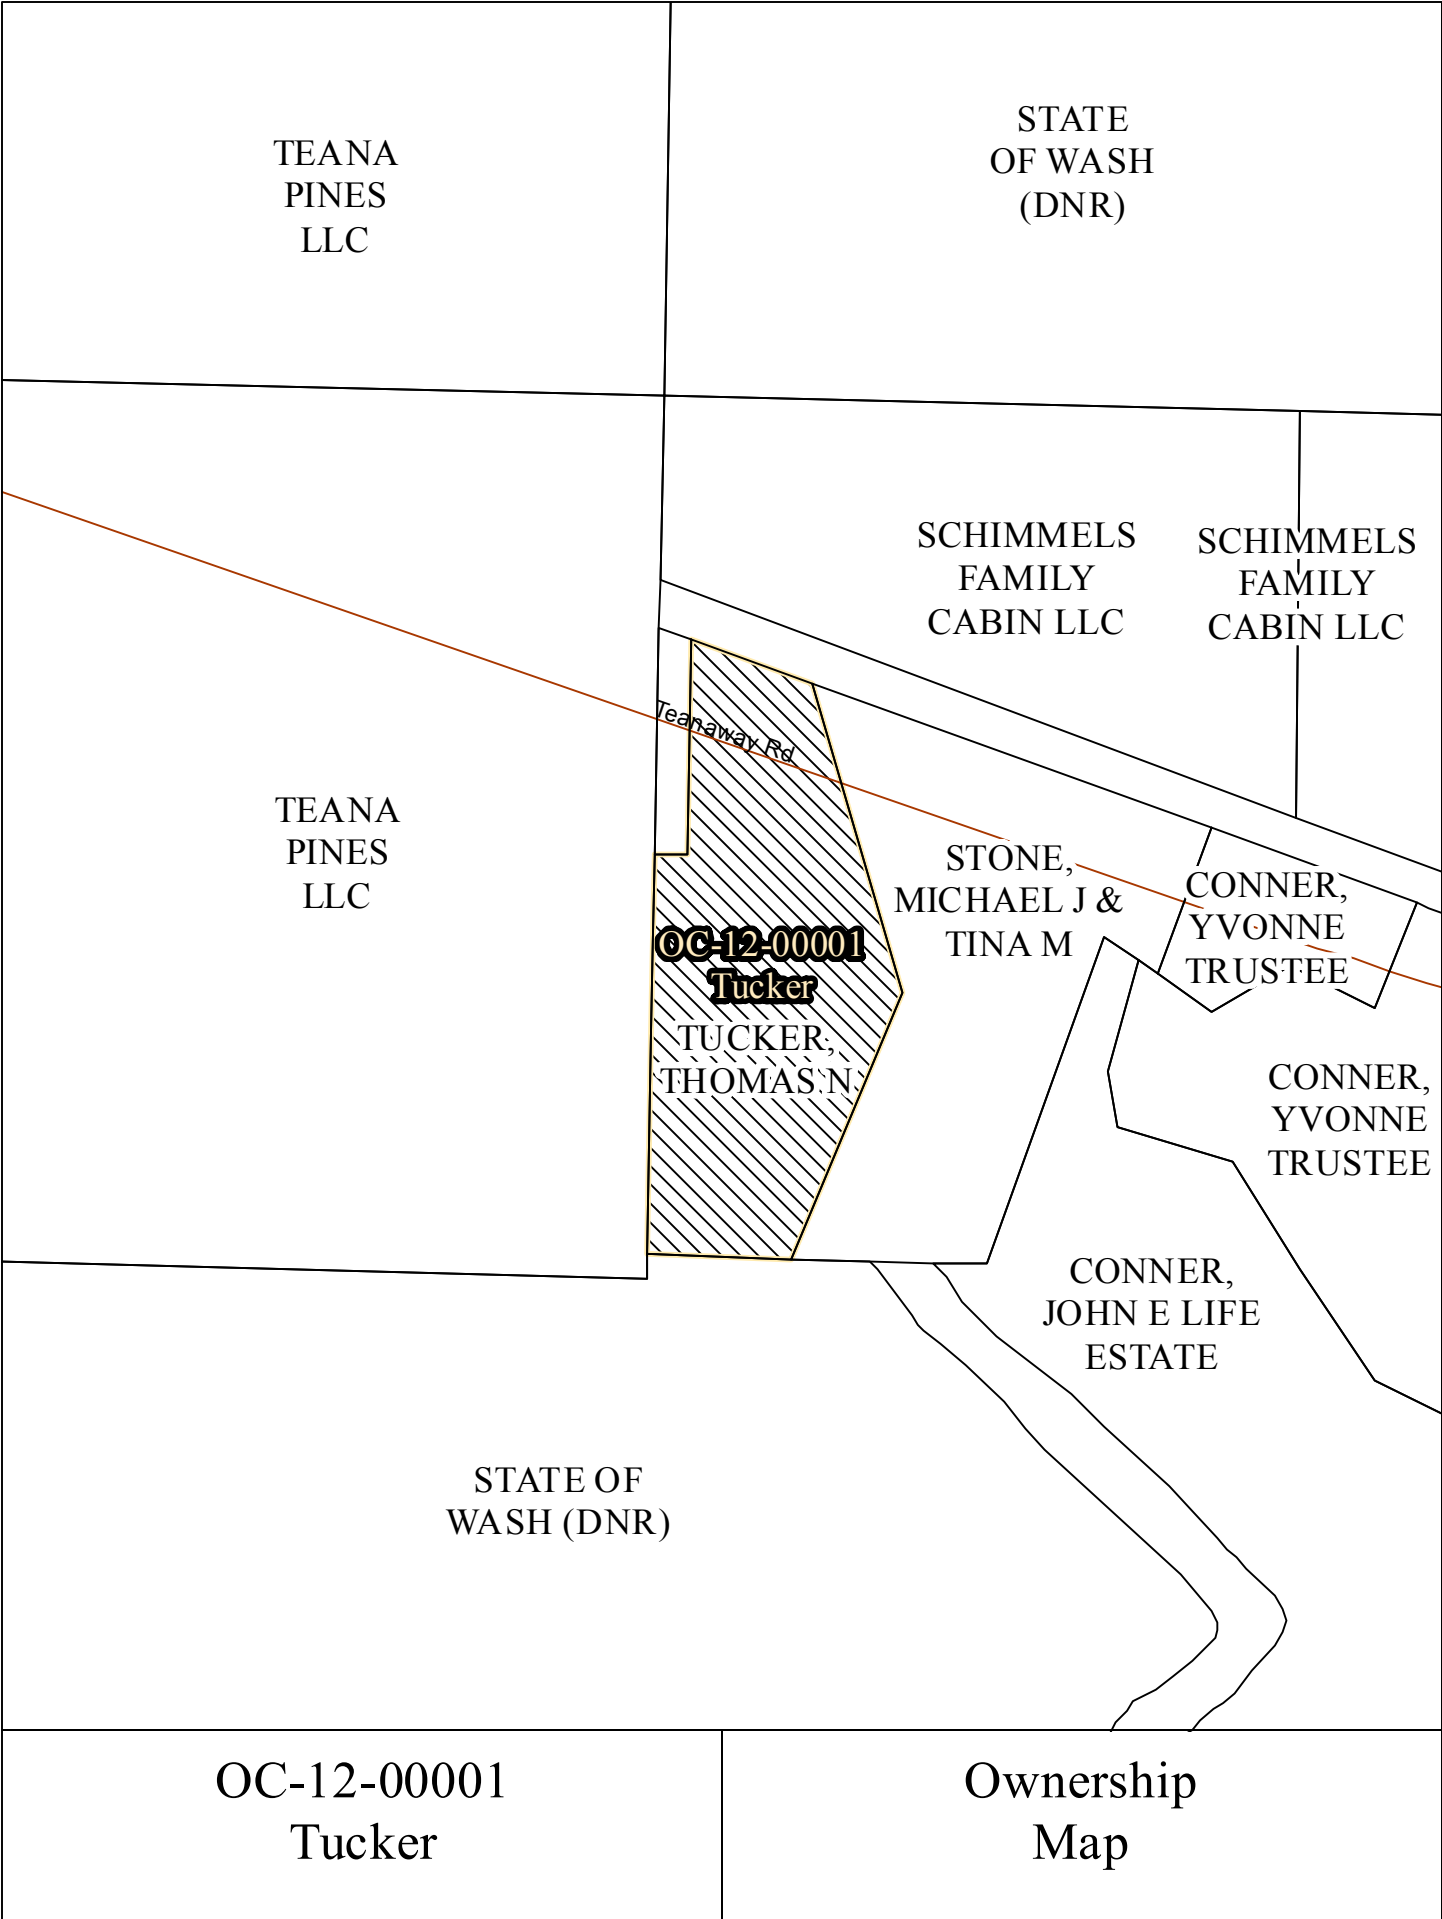 TEANA
PINES
LLC
STATE
OF WASH
(DNR)
SCHIMMELS
FAMILY
CABIN LLC
SCHIMMELS
FAMILY
CABIN LLC
Teanaway Rd
TEANA
PINES
LLC
STONE,
MICHAEL J &
TINA M
CONNER,
YVONNE
TRUSTEE
OC-12-00001
Tucker
TUCKER,
THOMAS N
CONNER,
YVONNE
TRUSTEE
CONNER,
JOHN E LIFE
ESTATE
STATE OF
WASH (DNR)
OC-12-00001
Tucker
Ownership
Map